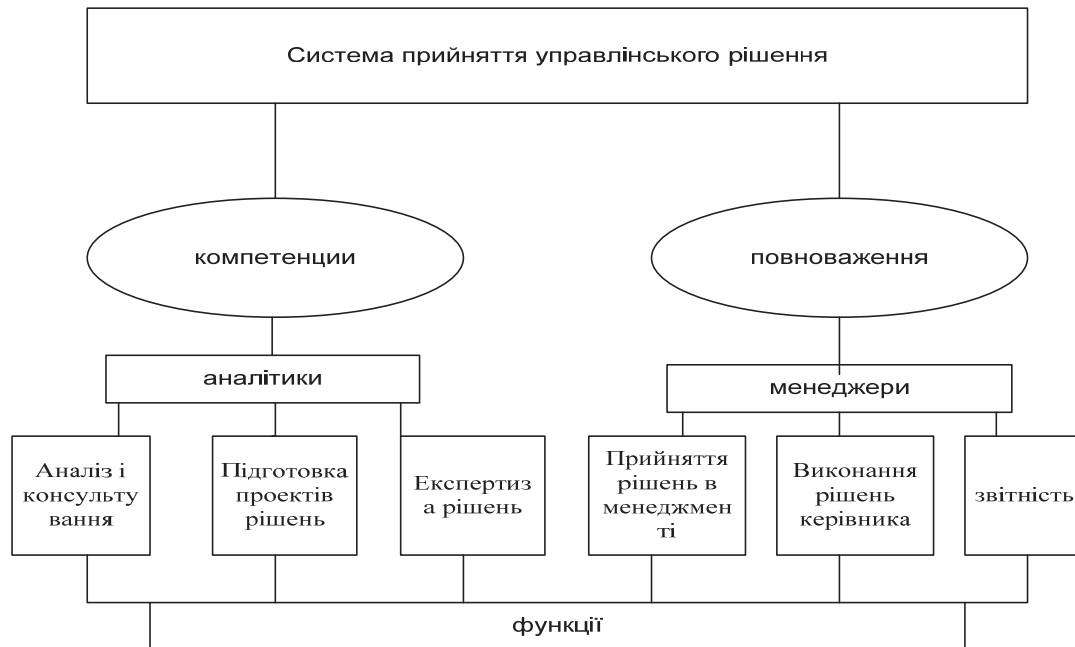 Система прийняття управлінського рішення
компетенции
повноваження
аналітики
менеджери
Аналіз і
консульту
вання
Підготовка
проектів
рішень
Експертиз
а рішень
Прийняття
рішень в
менеджмен
ті
Виконання
рішень
керівника
звітність
функції